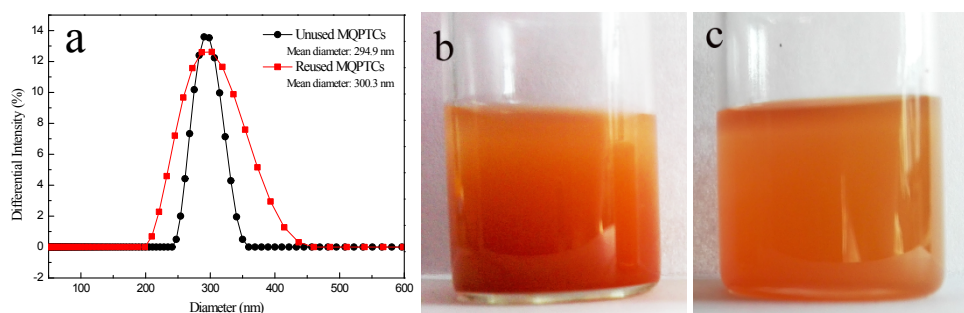 a
Unused MQPTCs
Mean diameter: 294.9 nm
Reused MQPTCs
Mean diameter: 300.3 nm
Differential Intensity (%)
14
12
10
8
6
4
2
0
-2
100 200 300 400 500 600
Diameter (nm)
b
c